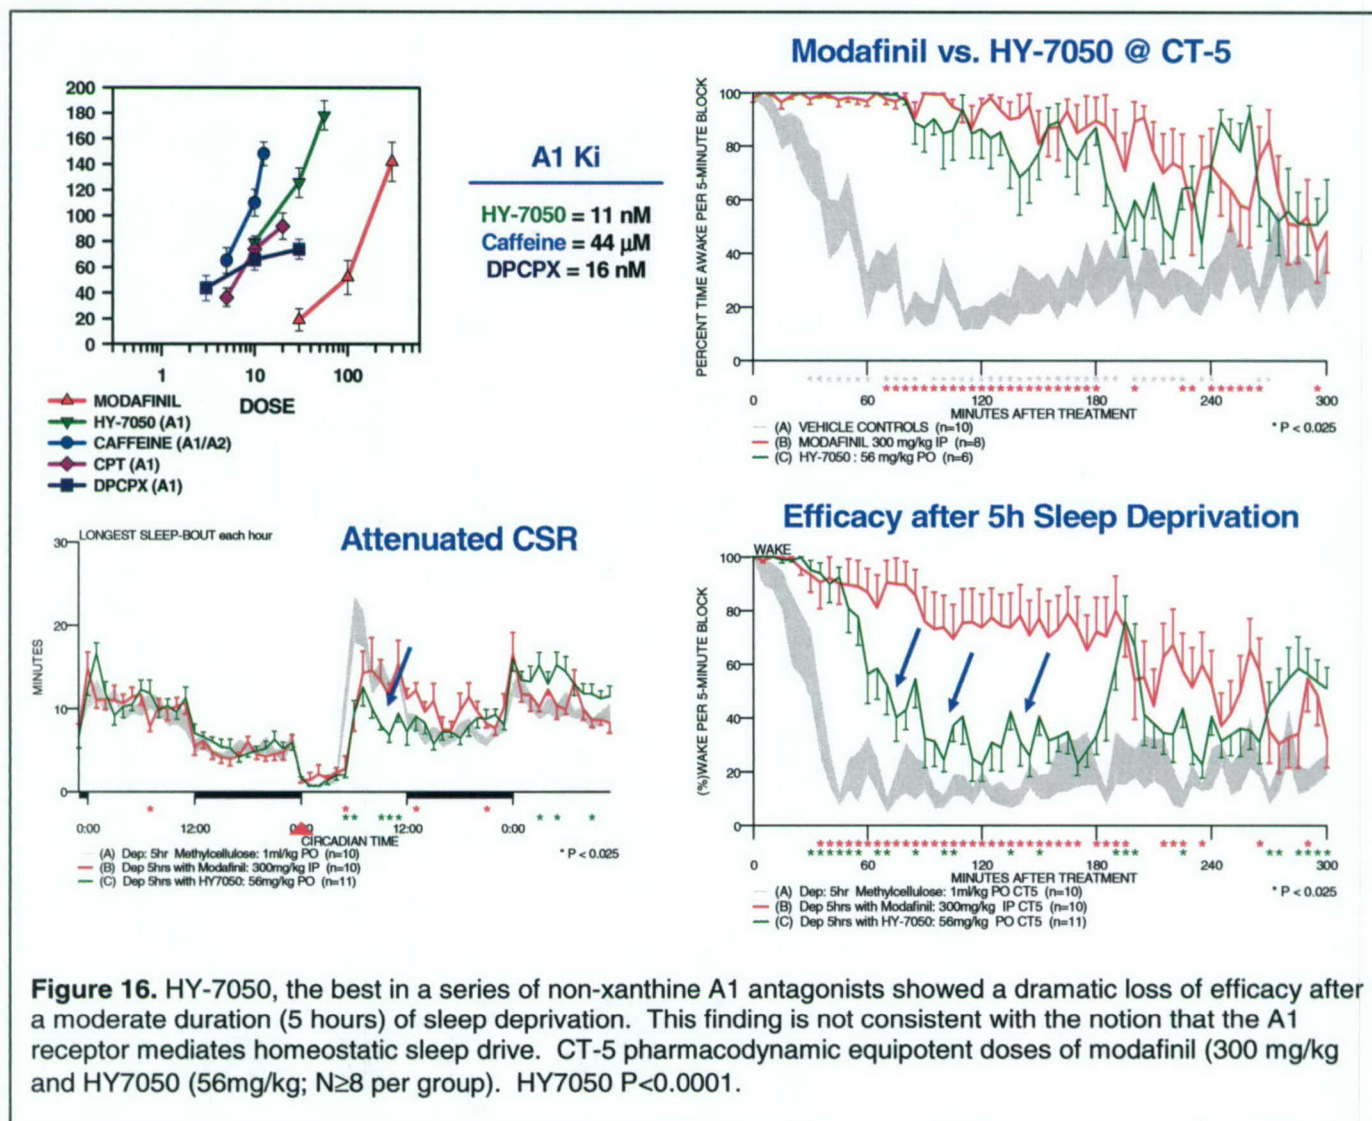 200
180
160
140
120
100
80
60
40
20
0
1 10 100
DOSE
MODAFINIL
HY-7050 (A1)
CAFFEINE (A1/A2)
CPT (A1)
DPCPX (A1)
A1 Ki
HY-7050 = 11 nM
Caffeine = 44 µM
DPCPX = 16 nM
Modafinil vs. HY-7050 @ CT-5
PERCENT TIME AWAKE PER 5-MINUTE BLOCK
100
80
60
40
20
0
0 60 120 180 240 300
MINUTES AFTER TREATMENT
(A) VEHICLE CONTROLS (n=10)
(B) MODAFINIL 300 mg/kg IP (n=8)
(C) HY-7050 : 56 mg/kg PO (n=6)
* P < 0.025
LONGEST SLEEP-BOUT each hour
Attenuated CSR
MINUTES
30
20
10
0
0:00 12:00 0:00 12:00 0:00
CIRCADIAN TIME
(A) Dep: 5hr Methylcellulose: 1ml/kg PO (n=10)
(B) Dep 5hrs with Modafinil: 300mg/kg IP (n=10)
(C) Dep 5hrs with HY7050: 56mg/kg PO (n=11)
* P < 0.025
Efficacy after 5h Sleep Deprivation
WAKE
(%)WAKE PER 5-MINUTE BLOCK
100
80
60
40
20
0
0 60 120 180 240 300
MINUTES AFTER TREATMENT
(A) Dep: 5hr Methylcellulose: 1ml/kg PO CT5 (n=10)
(B) Dep 5hrs with Modafinil: 300mg/kg IP CT5 (n=10)
(C) Dep 5hrs with HY-7050: 56mg/kg PO CT5 (n=11)
* P < 0.025
Figure 16. HY-7050, the best in a series of non-xanthine A1 antagonists showed a dramatic loss of efficacy after
a moderate duration (5 hours) of sleep deprivation. This finding is not consistent with the notion that the A1
receptor mediates homeostatic sleep drive. CT-5 pharmacodynamic equipotent doses of modafinil (300 mg/kg
and HY7050 (56mg/kg; N≥8 per group). HY7050 P<0.0001.